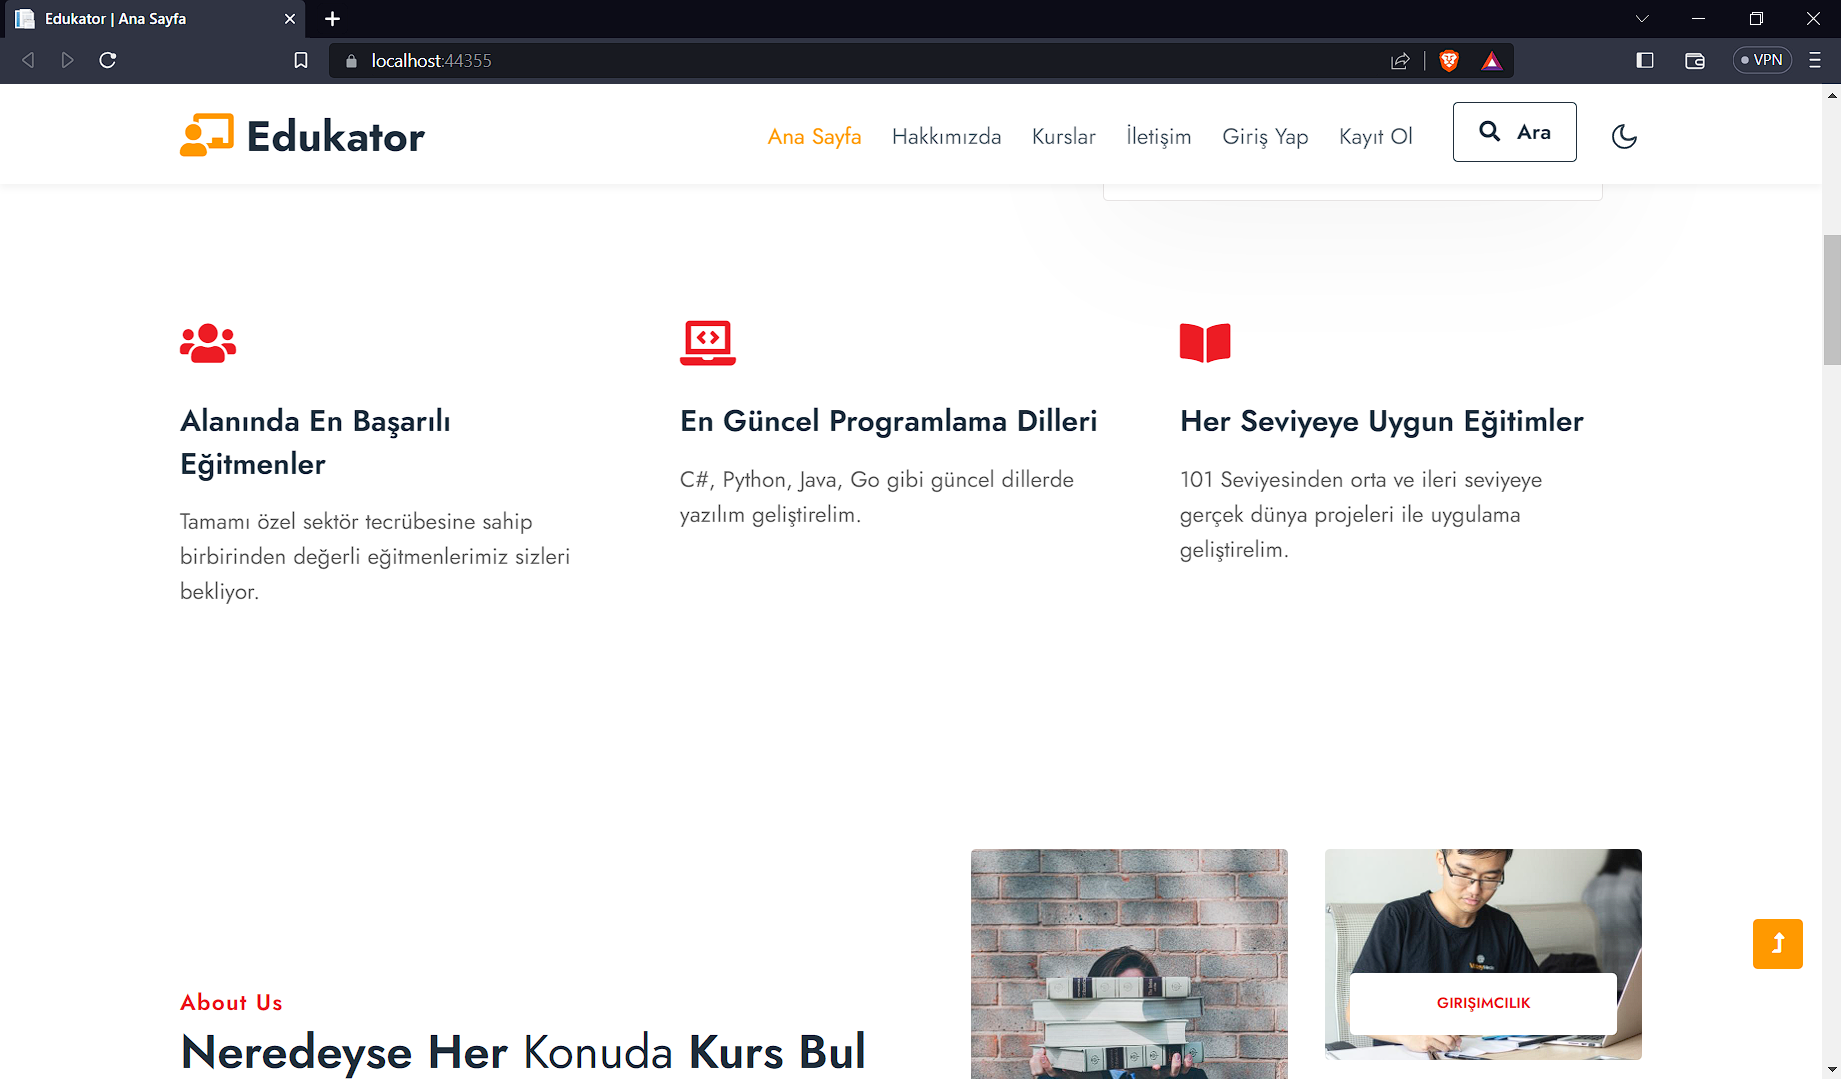 Edukator | Ana Sayfa
localhost:44355
VPN
Edukator
Ana Sayfa
Hakkımızda
Kurslar
İletişim
Giriş Yap
Kayıt Ol
Ara
Alanında En Başarılı
Eğitmenler
Tamamı özel sektör tecrübesine sahip
birbirinden değerli eğitmenlerimiz sizleri
bekliyor.
En Güncel Programlama Dilleri
C#, Python, Java, Go gibi güncel dillerde
yazılım geliştirelim.
Her Seviyeye Uygun Eğitimler
101 Seviyesinden orta ve ileri seviyeye
gerçek dünya projeleri ile uygulama
geliştirelim.
About Us
Neredeyse Her Konuda Kurs Bul
GIRIŞIMCILIK